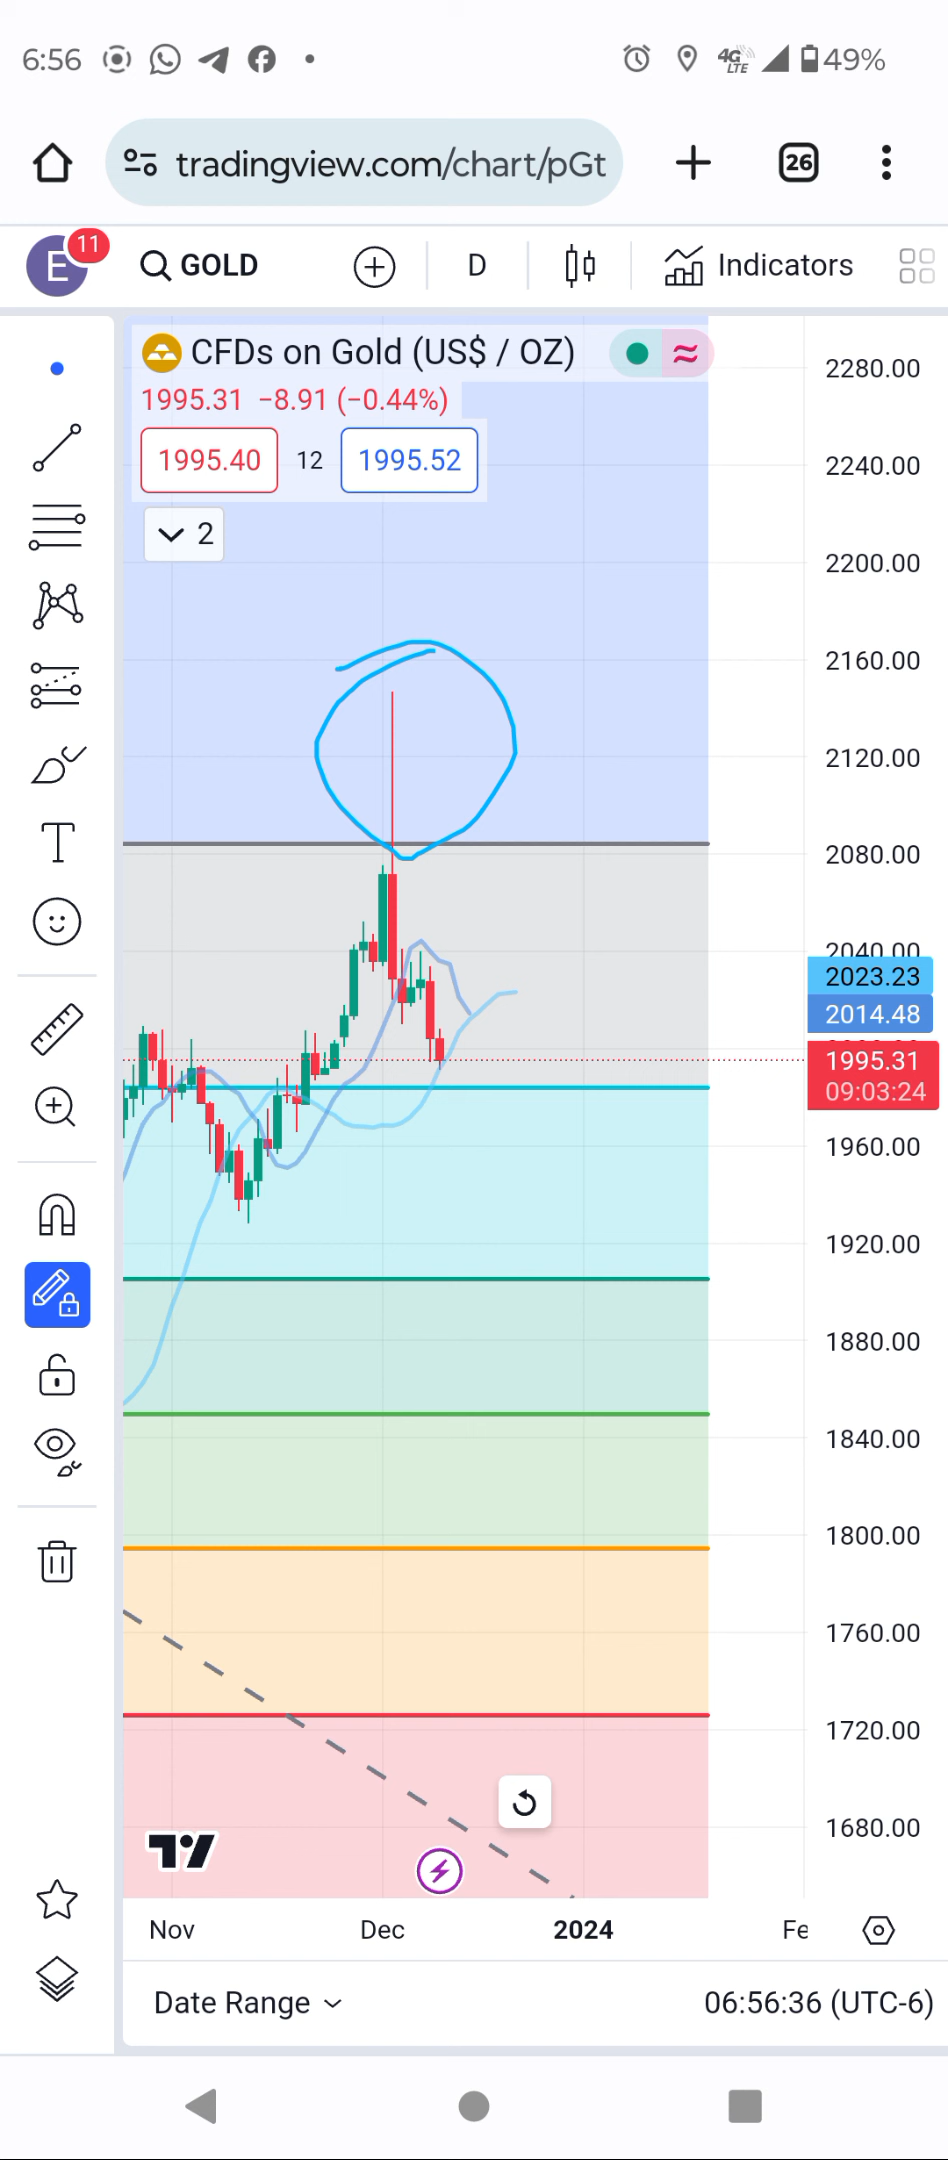 6:56 4G LTE 49%
tradingview.com/chart/pGt 26
E 11 GOLD D Indicators
CFDs on Gold (US$ / OZ)
1995.31 −8.91 (−0.44%)
1995.40 12 1995.52
2
2280.00
2240.00
2200.00
2160.00
2120.00
2080.00
2040.00
2023.23
2014.48
1995.31
09:03:24
1960.00
1920.00
1880.00
1840.00
1800.00
1760.00
1720.00
1680.00
Nov Dec 2024 Fe
Date Range 06:56:36 (UTC-6)